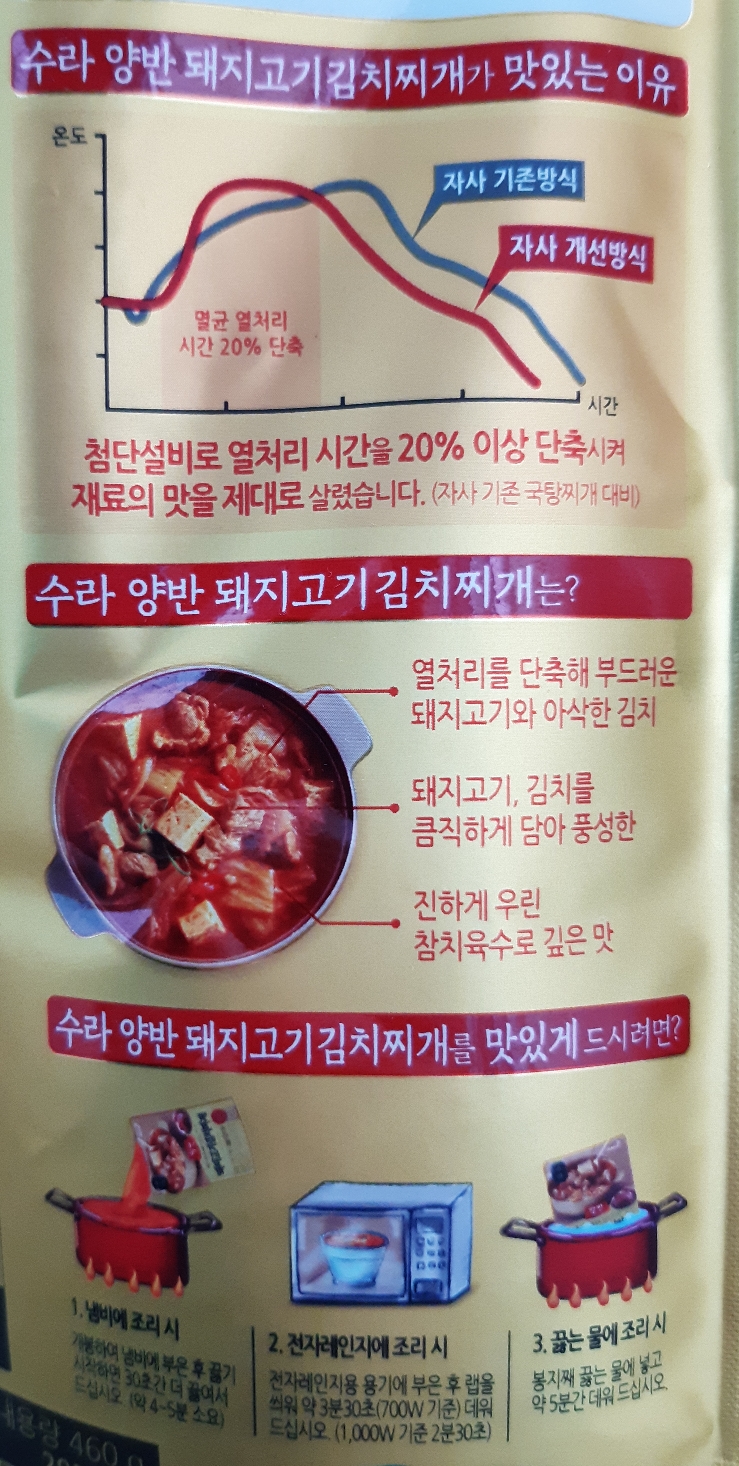 수라 양반 돼지고기김치찌개가 맛있는 이유
온도
자사 기존방식
자사 개선방식
멸균 열처리
시간 20% 단축
시간
첨단설비로 열처리 시간을 20% 이상 단축시켜
재료의 맛을 제대로 살렸습니다. (자사 기존 국탕찌개 대비)
수라 양반 돼지고기김치찌개는?
열처리를 단축해 부드러운
돼지고기와 아삭한 김치
돼지고기, 김치를
큼직하게 담아 풍성한
진하게 우린
참치육수로 깊은 맛
수라 양반 돼지고기김치찌개를 맛있게 드시려면?
1. 냄비에 조리 시
개봉하여 냄비에 부은 후 끓기
시작하면 30초간 더 끓여서
드십시오. (약 4~5분 소요)
2. 전자레인지에 조리 시
전자레인지용 용기에 부은 후 랩을
씌워 약 3분30초(700W 기준) 데워
드십시오. (1,000W 기준 2분30초)
3. 끓는 물에 조리 시
봉지째 끓는 물에 넣고
약 5분간 데워 드십시오
내용량 460 g